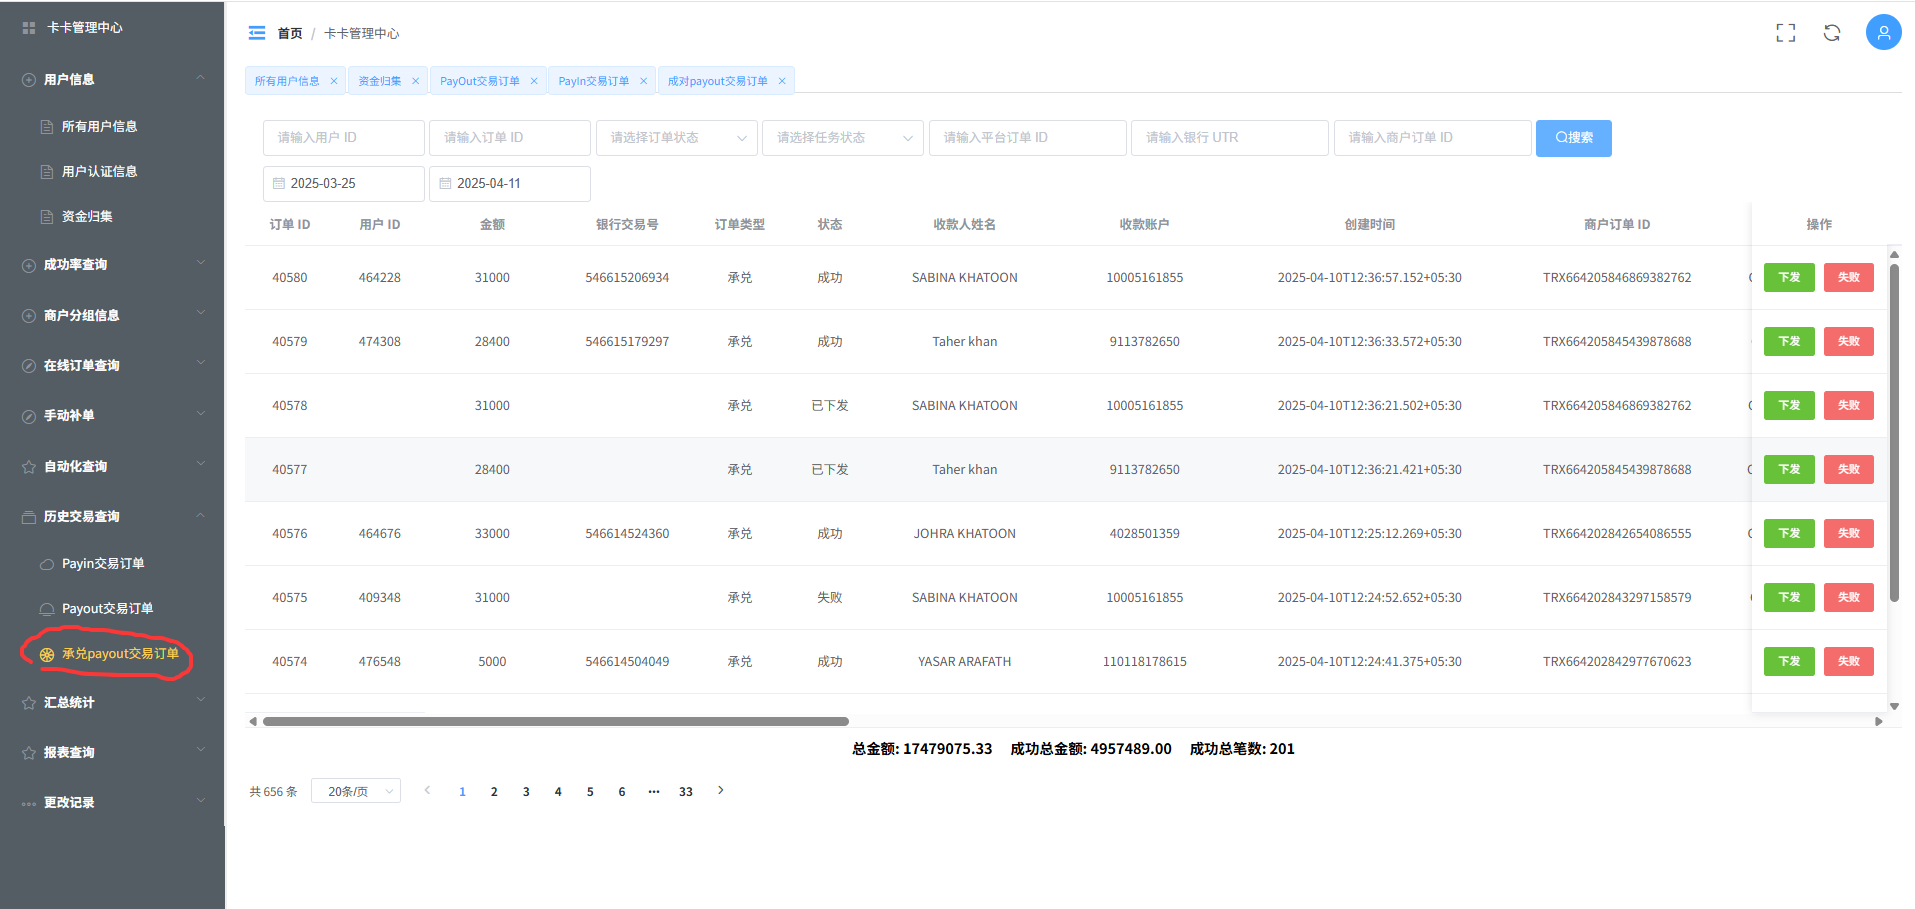 卡卡管理中心
用户信息
所有用户信息
用户认证信息
资金归集
成功率查询
商户分组信息
在线订单查询
手动补单
自动化查询
历史交易查询
Payin交易订单
Payout交易订单
承兑payout交易订单
汇总统计
报表查询
更改记录
首页 / 卡卡管理中心
所有用户信息 × 资金归集 × PayOut交易订单 × PayIn交易订单 × 成对payout交易订单 ×
请输入用户 ID 请输入订单 ID 请选择订单状态 请选择任务状态 请输入平台订单 ID 请输入银行 UTR 请输入商户订单 ID 搜索
2025-03-25 2025-04-11
订单 ID 用户 ID 金额 银行交易号 订单类型 状态 收款人姓名 收款账户 创建时间 商户订单 ID 操作
40580 464228 31000 546615206934 承兑 成功 SABINA KHATOON 10005161855 2025-04-10T12:36:57.152+05:30 TRX664205846869382762 下发 失败
40579 474308 28400 546615179297 承兑 成功 Taher khan 9113782650 2025-04-10T12:36:33.572+05:30 TRX664205845439878688 下发 失败
40578 31000 承兑 已下发 SABINA KHATOON 10005161855 2025-04-10T12:36:21.502+05:30 TRX664205846869382762 下发 失败
40577 28400 承兑 已下发 Taher khan 9113782650 2025-04-10T12:36:21.421+05:30 TRX664205845439878688 下发 失败
40576 464676 33000 546614524360 承兑 成功 JOHRA KHATOON 4028501359 2025-04-10T12:25:12.269+05:30 TRX664202842654086555 下发 失败
40575 409348 31000 承兑 失败 SABINA KHATOON 10005161855 2025-04-10T12:24:52.652+05:30 TRX664202843297158579 下发 失败
40574 476548 5000 546614504049 承兑 成功 YASAR ARAFATH 110118178615 2025-04-10T12:24:41.375+05:30 TRX664202842977670623 下发 失败
总金额: 17479075.33 成功总金额: 4957489.00 成功总笔数: 201
共 656 条 20条/页 1 2 3 4 5 6 ••• 33